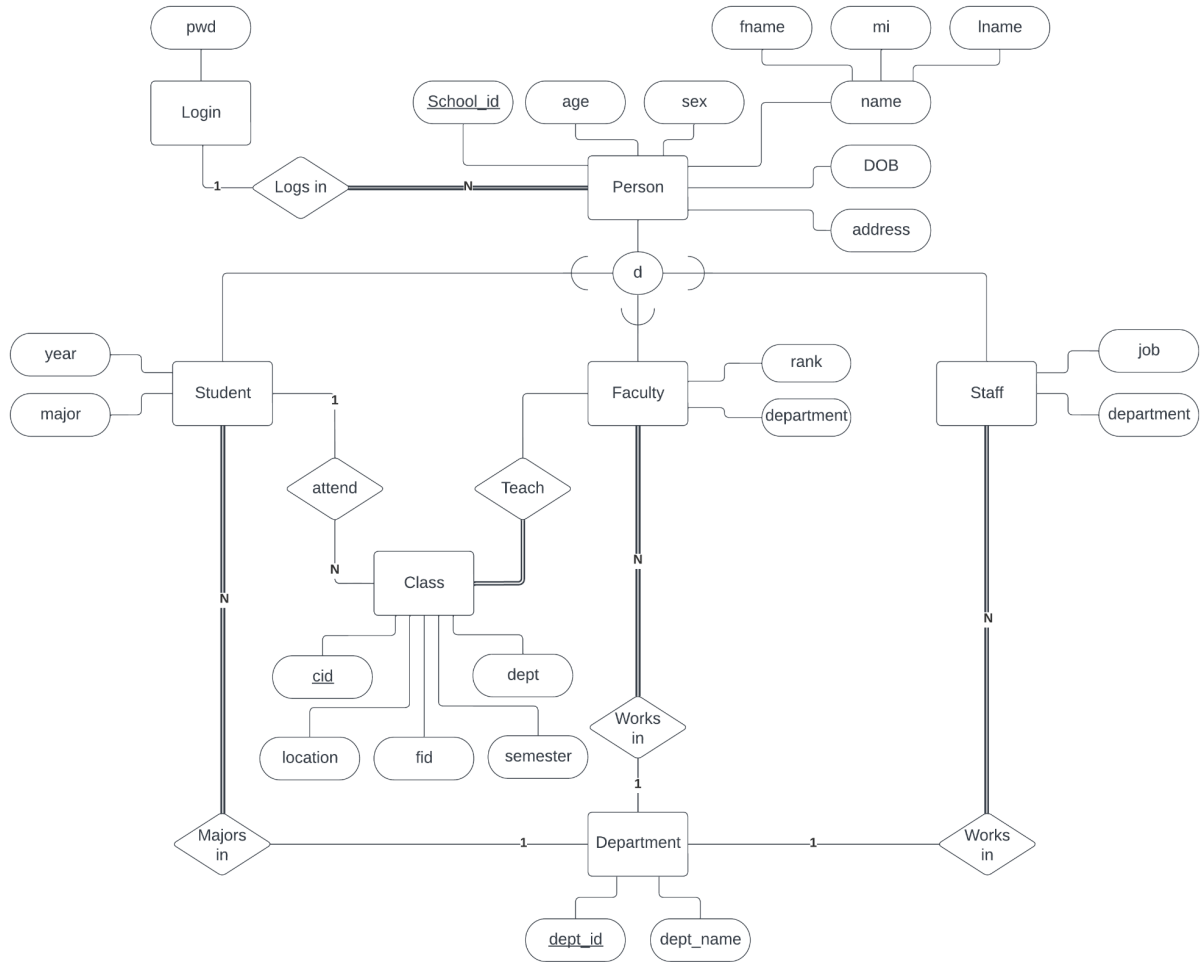 pwd
fname
mi
lname
Login
School_id
age
sex
name
DOB
address
1
Logs in
N
Person
d
year
major
Student
1
attend
N
Faculty
rank
department
Teach
Staff
job
department
Class
cid
dept
location
fid
semester
N
N
N
Works
in
1
Majors
in
1
Department
1
Works
in
dept_id
dept_name